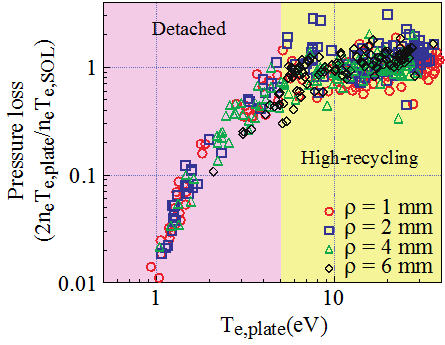 Detached
High-recycling
Pressure loss
(2nₑTₑ,plate/nₑTₑ,SOL)
1
0.1
0.01
ρ = 1 mm
ρ = 2 mm
ρ = 4 mm
ρ = 6 mm
1
10
Tₑ,plate(eV)